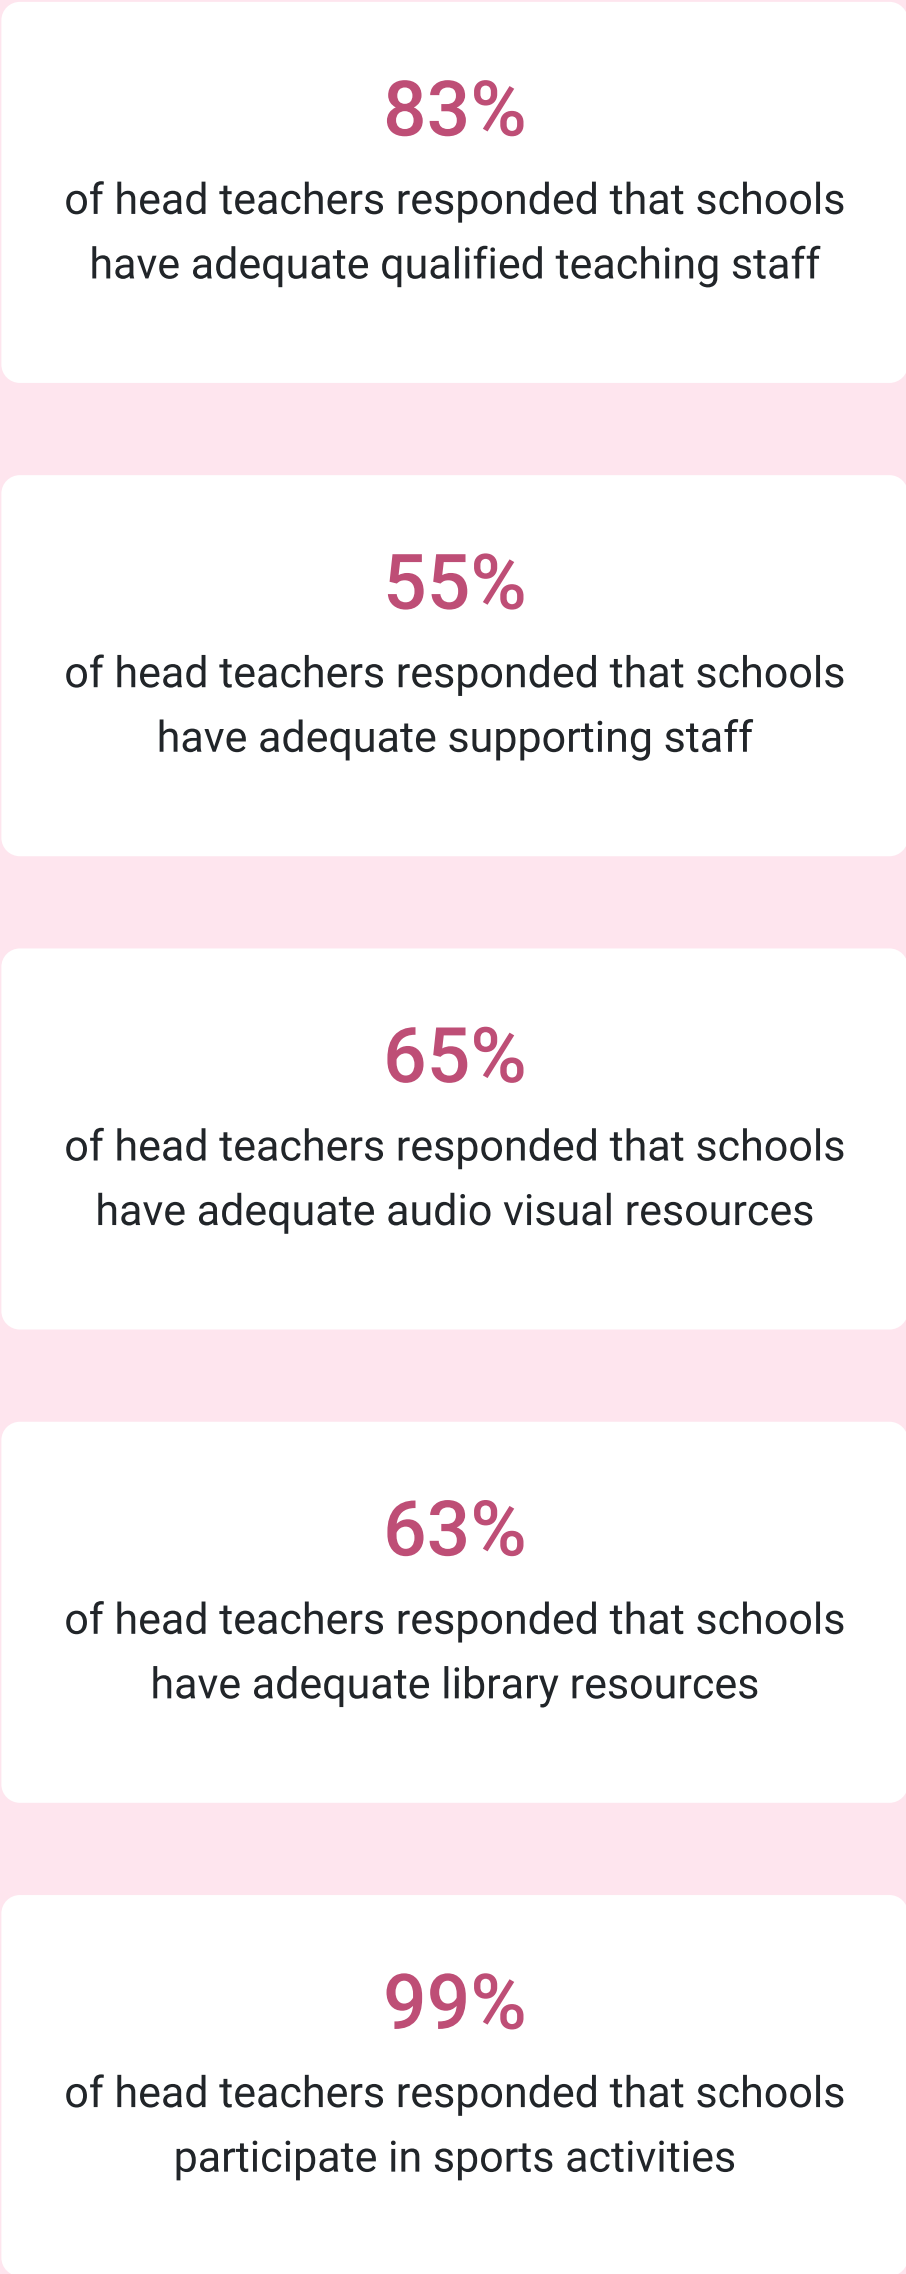 83%
of head teachers responded that schools
have adequate qualified teaching staff
55%
of head teachers responded that schools
have adequate supporting staff
65%
of head teachers responded that schools
have adequate audio visual resources
63%
of head teachers responded that schools
have adequate library resources
99%
of head teachers responded that schools
participate in sports activities